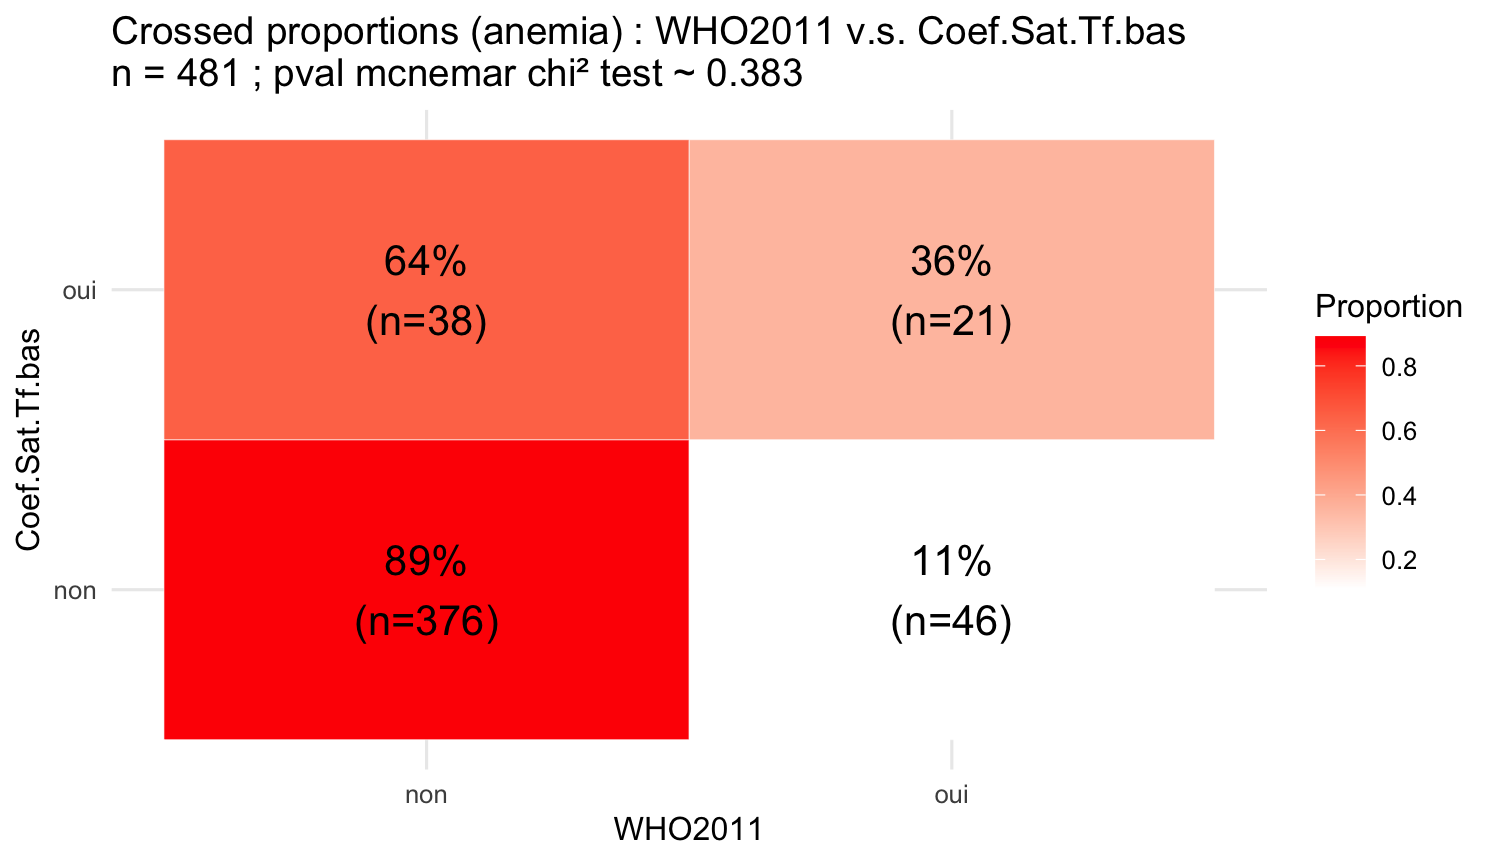 Crossed proportions (anemia) : WHO2011 v.s. Coef.Sat.Tf.bas
n = 481 ; pval mcnemar chi² test ~ 0.383
Coef.Sat.Tf.bas
oui
non
64%
(n=38)
36%
(n=21)
89%
(n=376)
11%
(n=46)
non
oui
WHO2011
Proportion
0.8
0.6
0.4
0.2